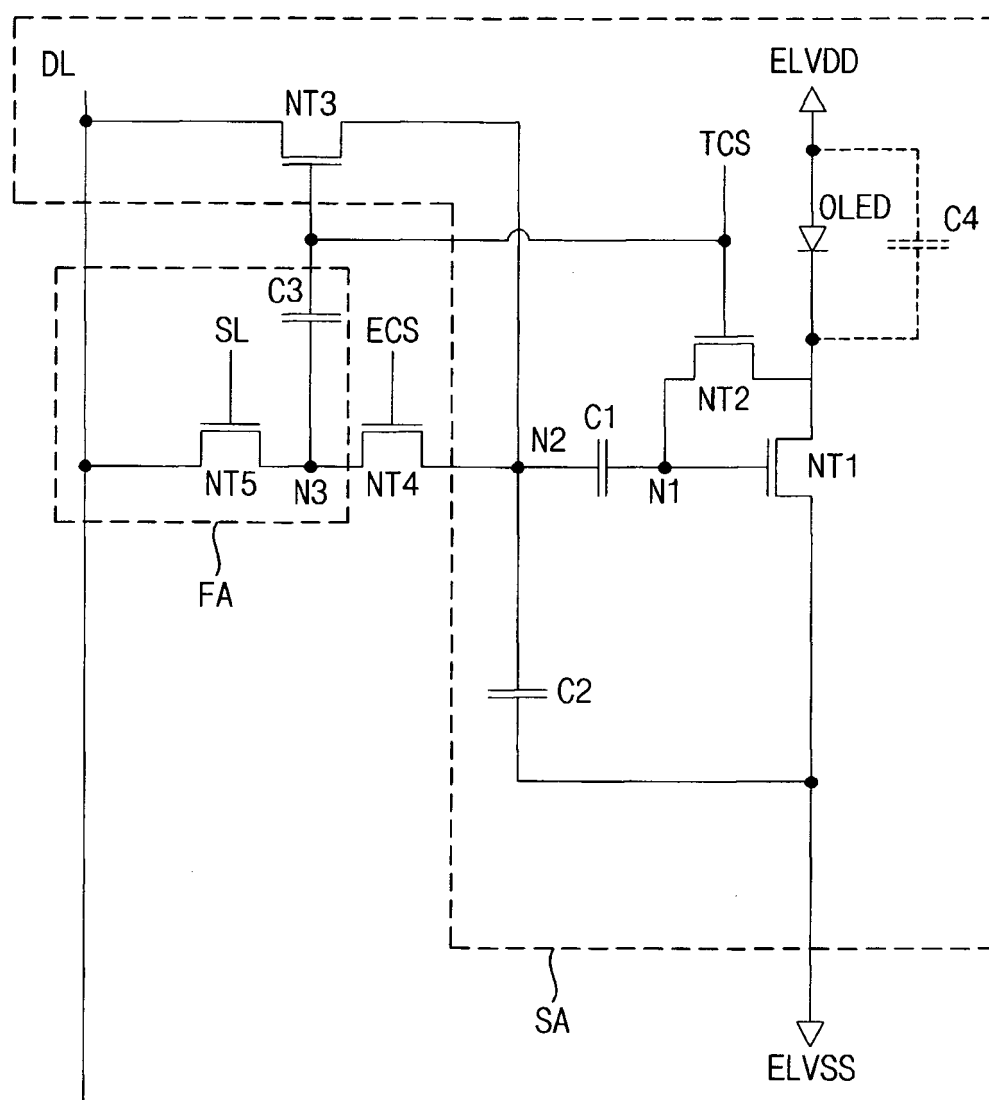 DL
ELVDD
NT3
TCS
OLED
C4
C3
SL
ECS
NT2
C1
N2
NT1
NT5
N3
NT4
N1
FA
C2
SA
ELVSS